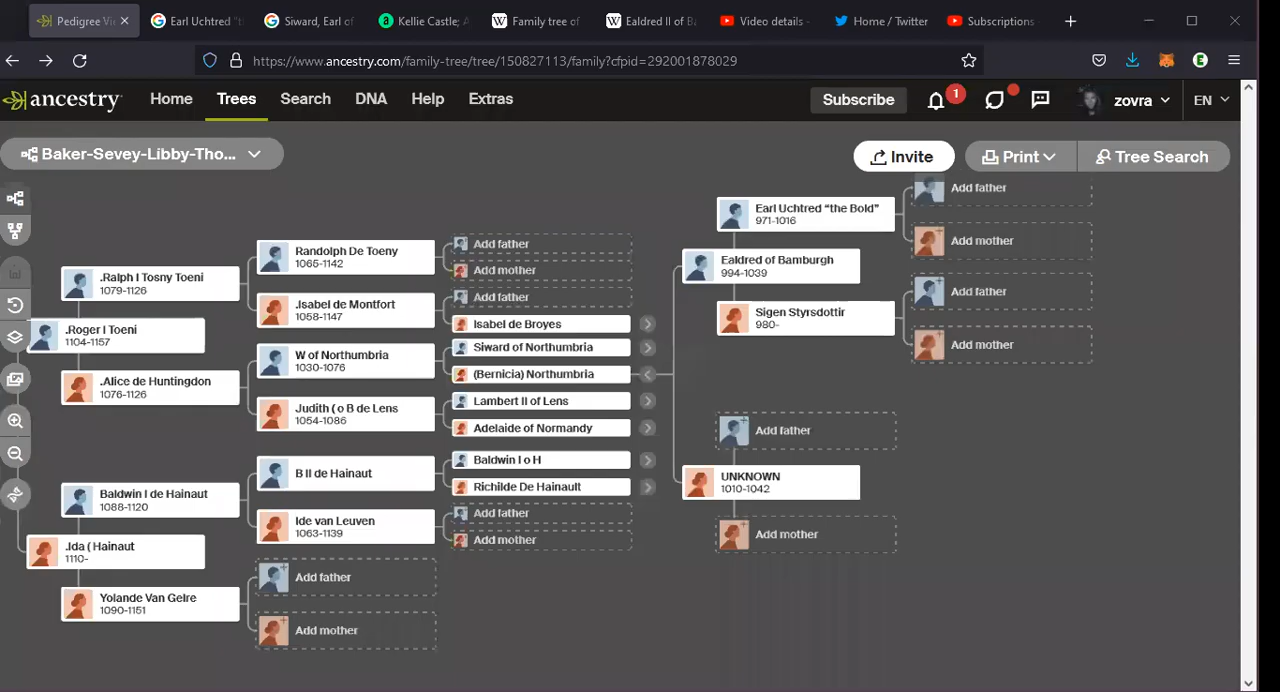 Pedigree Vi
Earl Uchtred "t
Siward, Earl of
Kellie Castle; A
Family tree of
Ealdred II of Ba
Video details -
Home / Twitter
Subscriptions
https://www.ancestry.com/family-tree/tree/150827113/family?cfpid=292001878029
ancestry
Home
Trees
Search
DNA
Help
Extras
Subscribe
1
zovra
EN
Baker-Sevey-Libby-Tho...
Invite
Print
Tree Search
.Ralph I Tosny Toeni
1079-1126
.Roger I Toeni
1104-1157
.Alice de Huntingdon
1076-1126
Baldwin I de Hainaut
1088-1120
.Ida ( Hainaut
1110-
Yolande Van Gelre
1090-1151
Randolph De Toeny
1065-1142
.Isabel de Montfort
1058-1147
W of Northumbria
1030-1076
Judith ( o B de Lens
1054-1086
B II de Hainaut
Ide van Leuven
1063-1139
Add father
Add mother
Add father
Add mother
Add father
Isabel de Broyes
Siward of Northumbria
(Bernicia) Northumbria
Lambert II of Lens
Adelaide of Normandy
Baldwin I o H
Richilde De Hainault
Add father
Add mother
Earl Uchtred "the Bold"
971-1016
Ealdred of Bamburgh
994-1039
Sigen Styrsdottir
980-
Add father
UNKNOWN
1010-1042
Add mother
Add father
Add mother
Add father
Add mother